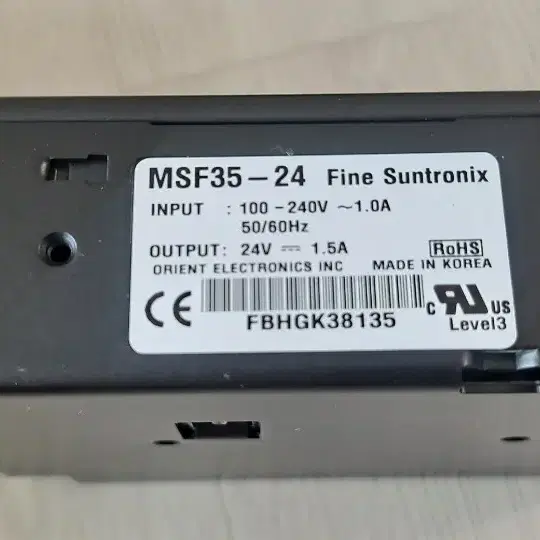 MSF35-24 Fine Suntronix
INPUT : 100-240V ~1.0A
50/60Hz
OUTPUT: 24V ⎓ 1.5A RoHS
ORIENT ELECTRONICS INC MADE IN KOREA
CE
FBHGK38135
c RU US
Level3